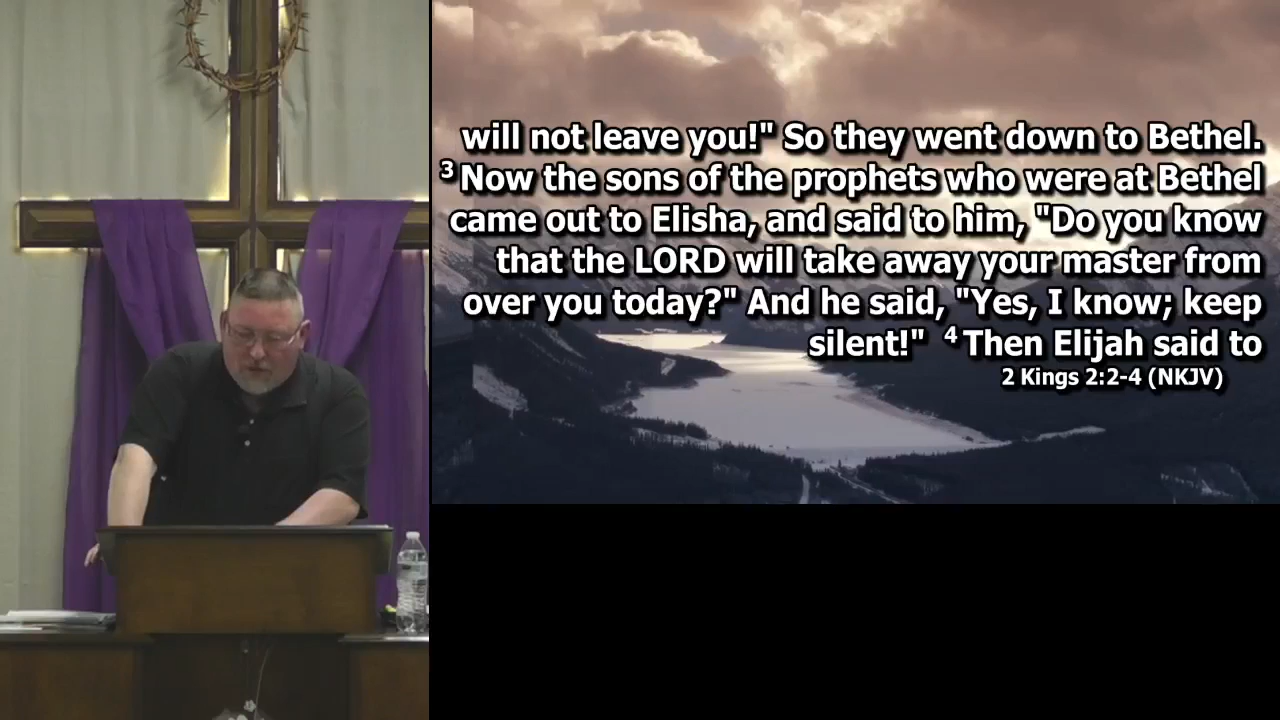 will not leave you!" So they went down to Bethel.
3 Now the sons of the prophets who were at Bethel
came out to Elisha, and said to him, "Do you know
that the LORD will take away your master from
over you today?" And he said, "Yes, I know; keep
silent!" 4 Then Elijah said to
2 Kings 2:2-4 (NKJV)